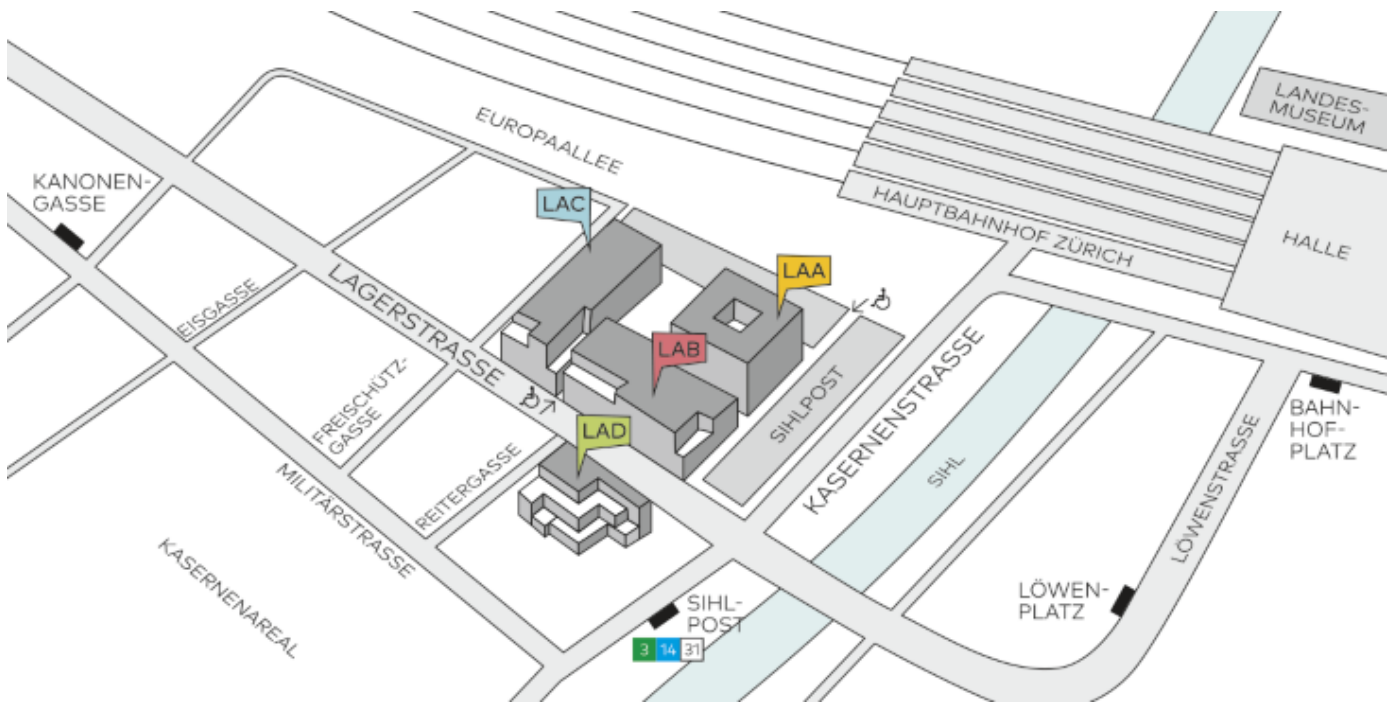 LANDES-
MUSEUM
EUROPAALLEE
KANONEN-
GASSE
LAC
HAUPTBAHNHOF ZÜRICH
HALLE
LAA
EISGASSE
LAGERSTRASSE
LAB
KASERNENSTRASSE
SIHLPOST
FREISCHÜTZ-
GASSE
BAHN-
HOF-
PLATZ
LAD
SIHL
REITERGASSE
MILITÄRSTRASSE
LÖWENSTRASSE
KASERNENAREAL
LÖWEN-
PLATZ
SIHL-
POST
3 14 31